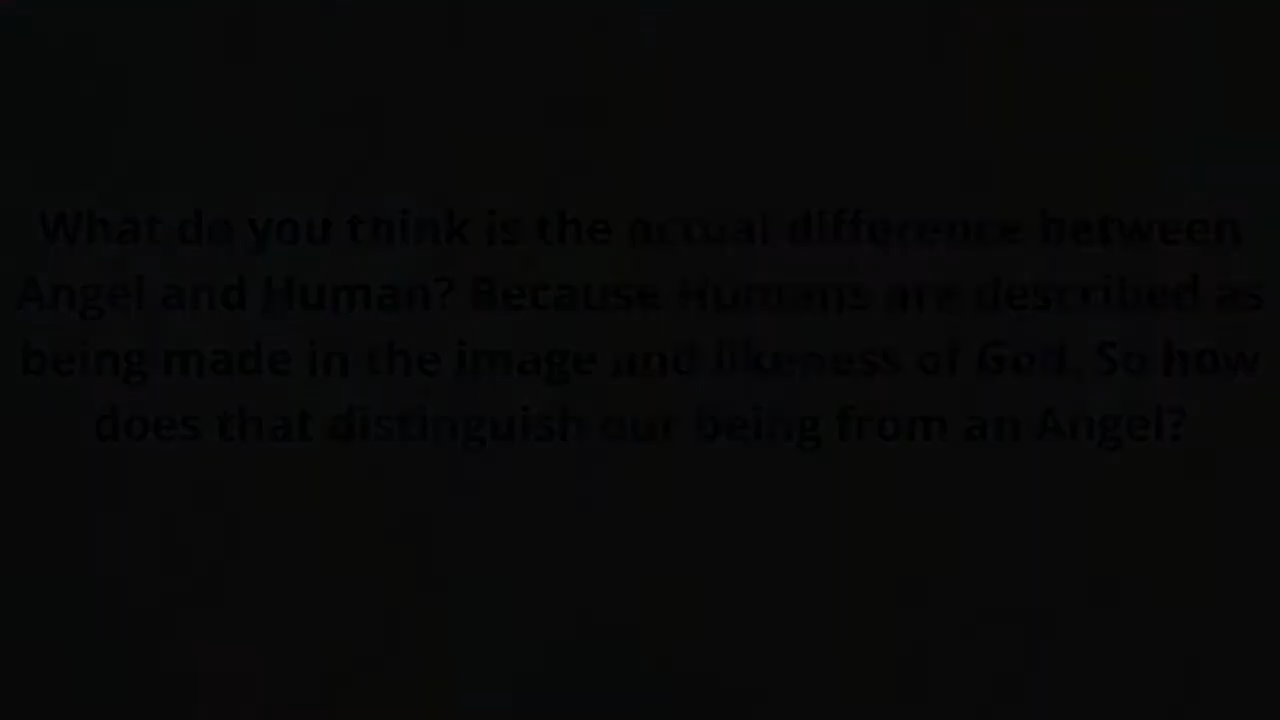 What do you think is the actual difference between
Angel and Human? Because Humans are described as
being made in the image and likeness of God. So how
does that distinguish our being from an Angel?